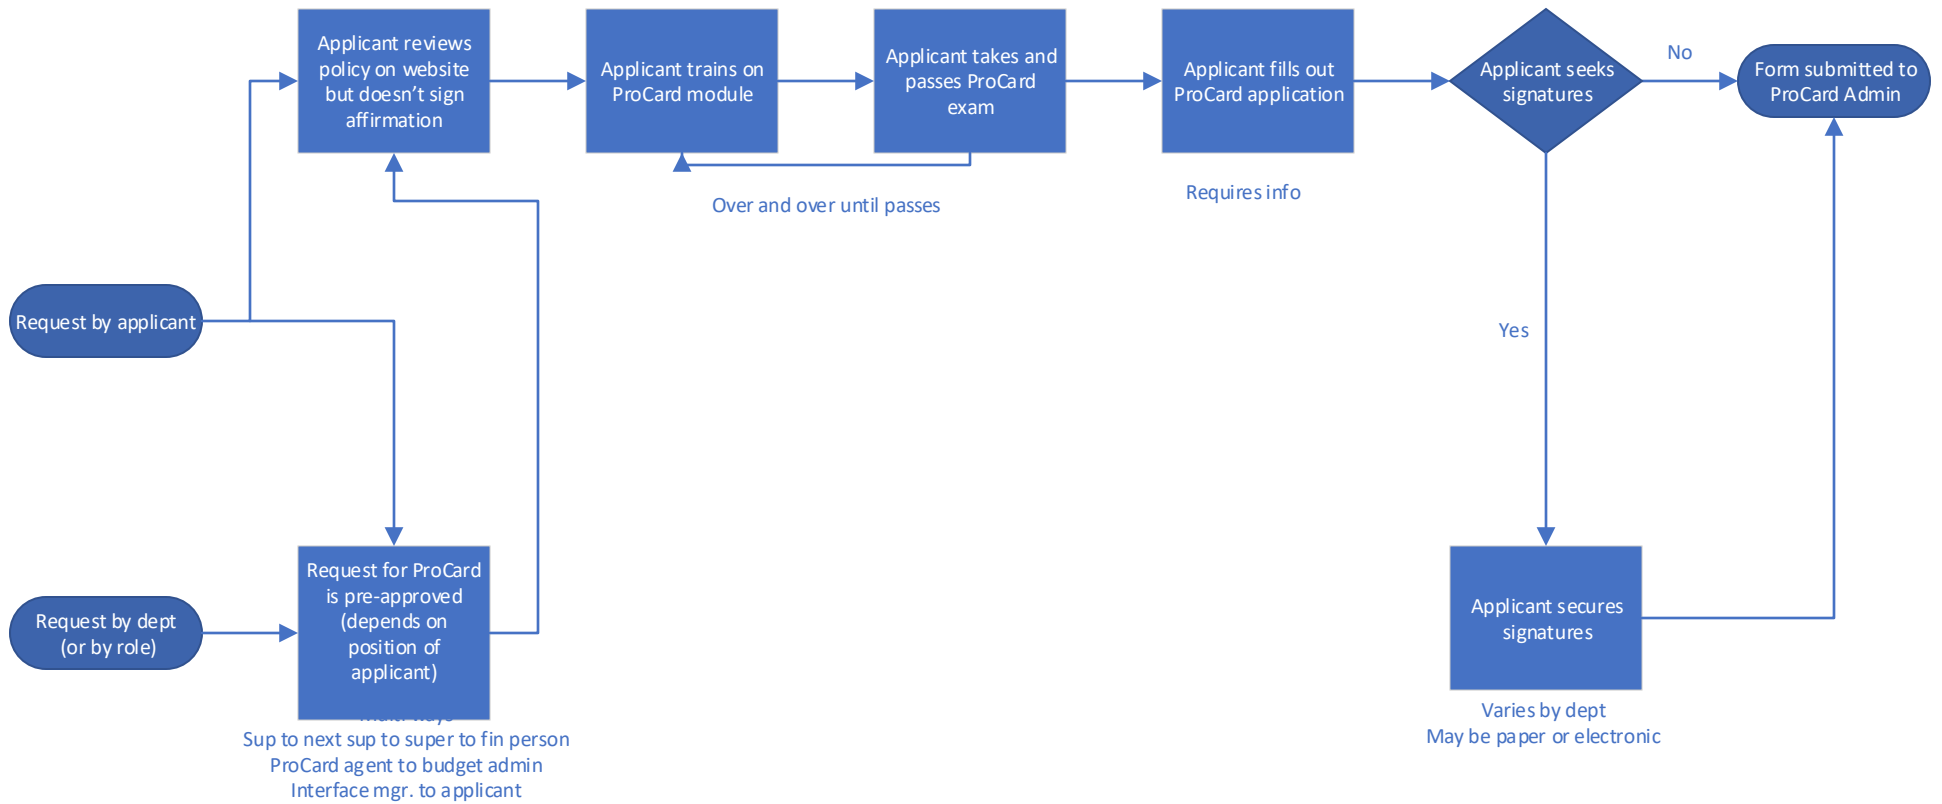 Applicant reviews
policy on website
but doesn't sign
affirmation
Applicant trains on
ProCard module
Applicant takes and
passes ProCard
exam
Applicant fills out
ProCard application
Applicant seeks
signatures
No
Form submitted to
ProCard Admin
Over and over until passes
Requires info
Request by applicant
Yes
Request by dept
(or by role)
Request for ProCard
is pre-approved
(depends on
position of
applicant)
Sup to next sup to super to fin person
ProCard agent to budget admin
Interface mgr. to applicant
Applicant secures
signatures
Varies by dept
May be paper or electronic